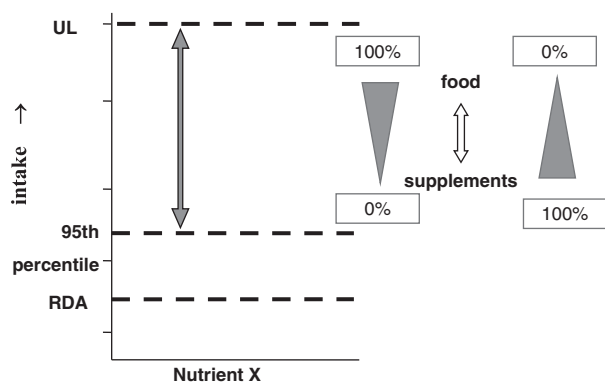 UL
intake →
95th
percentile
RDA
Nutrient X
100%
0%
food
supplements
0%
100%